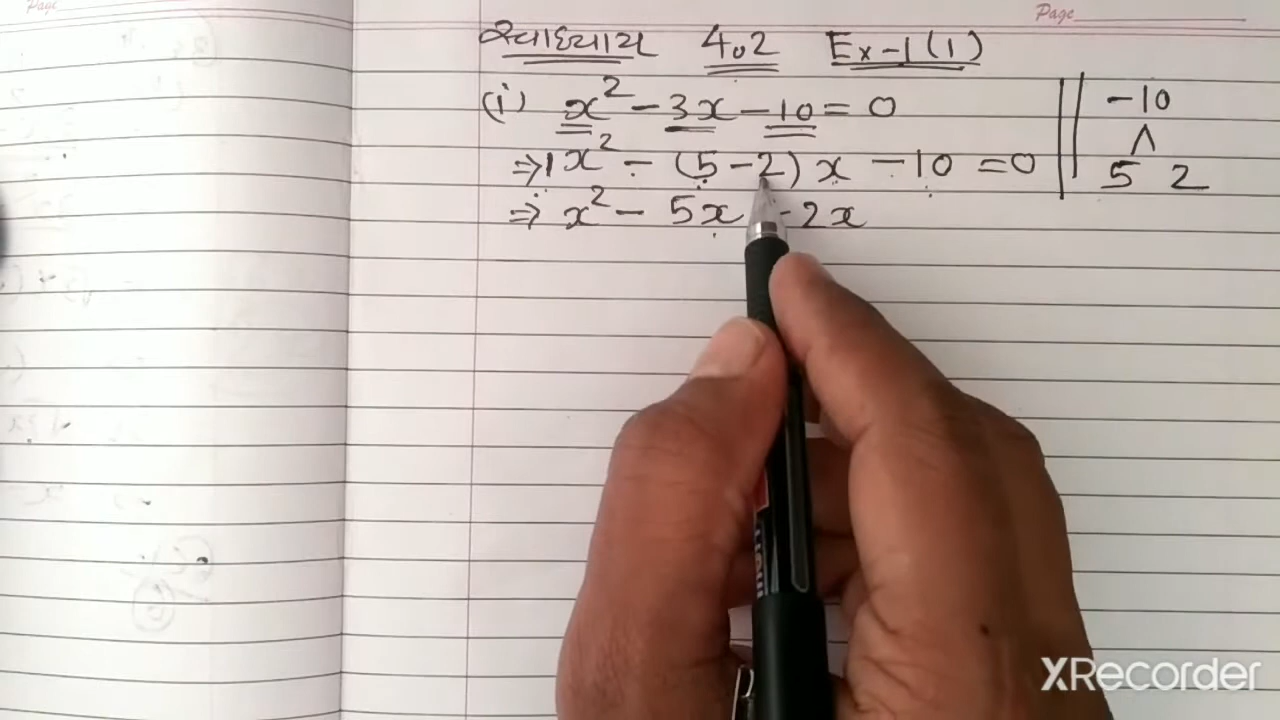 Page
Page
સ્વાધ્યાય 4.2 Ex-1(1)
(i) x² - 3x - 10 = 0
⇒ 1x² - (5 - 2)x - 10 = 0
⇒ x² - 5x - 2x
-10
∧
5 2
XRecorder